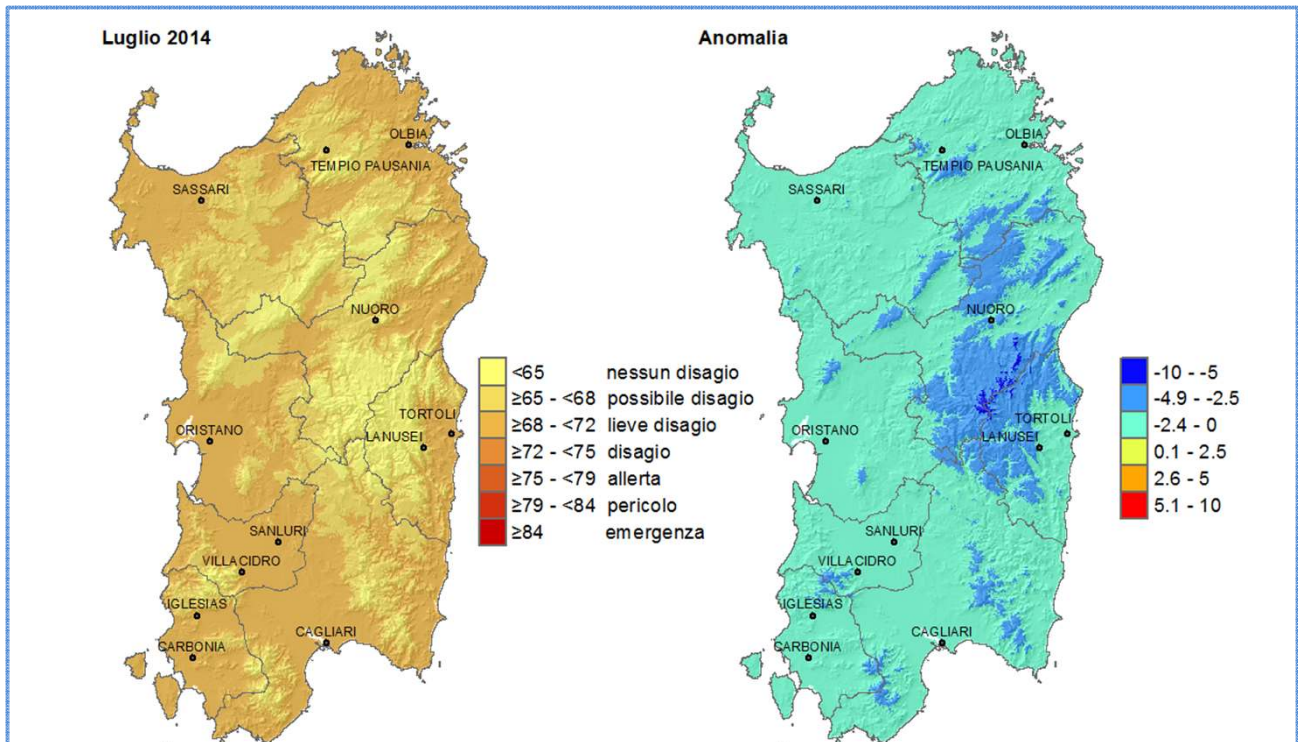 Luglio 2014
OLBIA
TEMPIO PAUSANIA
SASSARI
NUORO
TORTOLI
ORISTANO
LANUSEI
SANLURI
VILLACIDRO
IGLESIAS
CAGLIARI
CARBONIA
<65 nessun disagio
≥65 - <68 possibile disagio
≥68 - <72 lieve disagio
≥72 - <75 disagio
≥75 - <79 allerta
≥79 - <84 pericolo
≥84 emergenza
Anomalia
OLBIA
TEMPIO PAUSANIA
SASSARI
NUORO
TORTOLI
ORISTANO
LANUSEI
SANLURI
VILLACIDRO
IGLESIAS
CAGLIARI
CARBONIA
-10 - -5
-4.9 - -2.5
-2.4 - 0
0.1 - 2.5
2.6 - 5
5.1 - 10